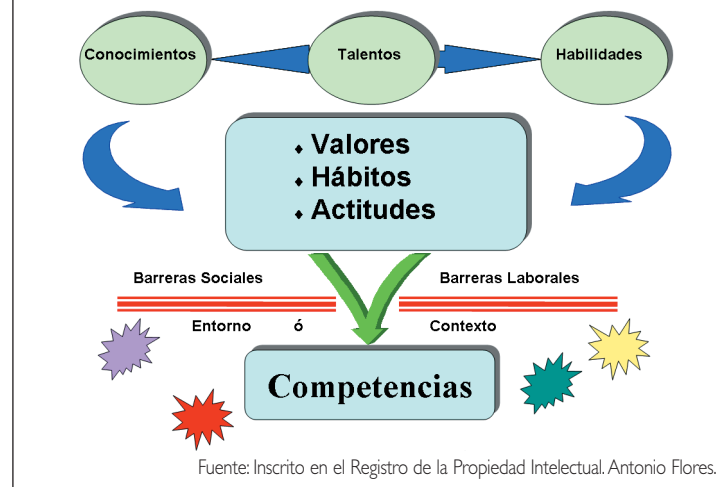 Conocimientos
Talentos
Habilidades
⬧ Valores
⬧ Hábitos
⬧ Actitudes
Barreras Sociales
Barreras Laborales
Entorno ó Contexto
Competencias
Fuente: Inscrito en el Registro de la Propiedad Intelectual. Antonio Flores.